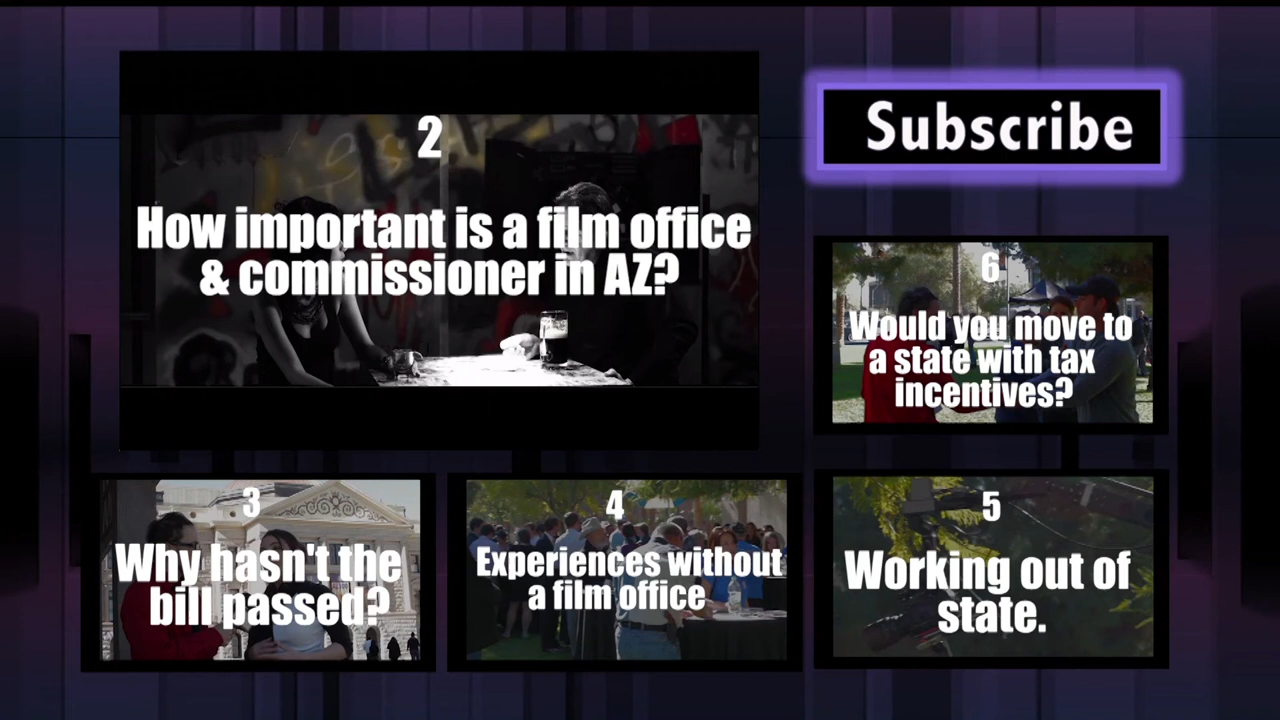 2
How important is a film office
& commissioner in AZ?
Subscribe
6
Would you move to
a state with tax
incentives?
3
Why hasn't the
bill passed?
4
Experiences without
a film office
5
Working out of
state.